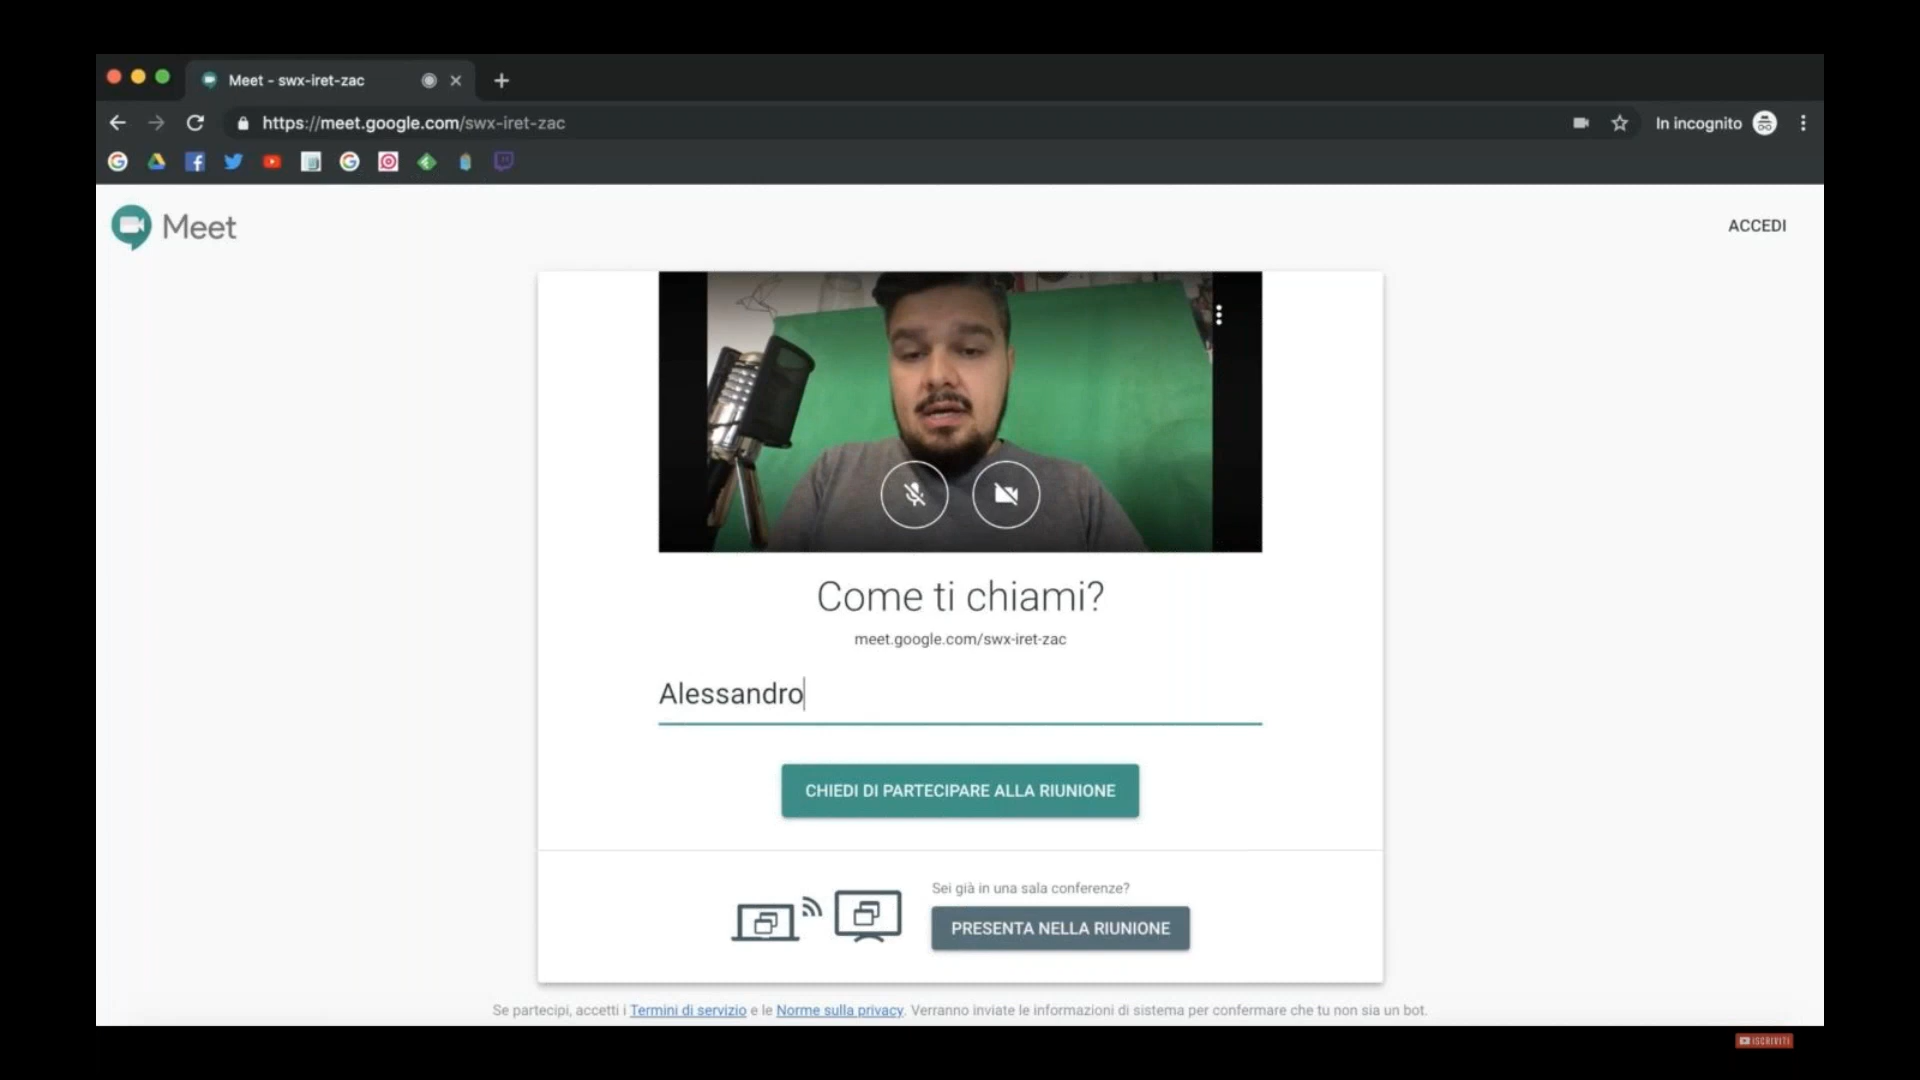 Meet - swx-iret-zac
https://meet.google.com/swx-iret-zac
In incognito
Meet
ACCEDI
Come ti chiami?
meet.google.com/swx-iret-zac
Alessandro
CHIEDI DI PARTECIPARE ALLA RIUNIONE
Sei già in una sala conferenze?
PRESENTA NELLA RIUNIONE
Se partecipi, accetti i Termini di servizio e le Norme sulla privacy. Verranno inviate le informazioni di sistema per confermare che tu non sia un bot.
ISCRIVITI